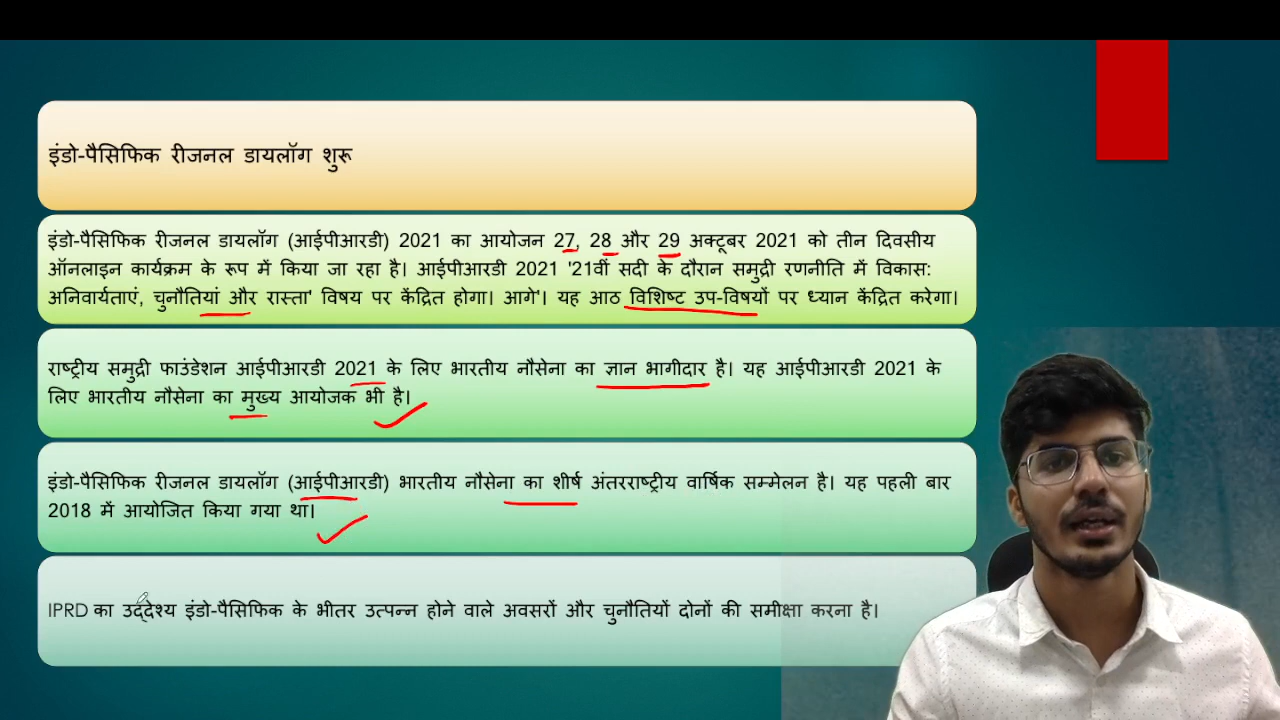 इंडो-पैसिफिक रीजनल डायलॉग शुरू
इंडो-पैसिफिक रीजनल डायलॉग (आईपीआरडी) 2021 का आयोजन 27, 28 और 29 अक्टूबर 2021 को तीन दिवसीय
ऑनलाइन कार्यक्रम के रूप में किया जा रहा है। आईपीआरडी 2021 '21वीं सदी के दौरान समुद्री रणनीति में विकास:
अनिवार्यताएं, चुनौतियां और रास्ता' विषय पर केंद्रित होगा। आगे'। यह आठ विशिष्ट उप-विषयों पर ध्यान केंद्रित करेगा।
राष्ट्रीय समुद्री फाउंडेशन आईपीआरडी 2021 के लिए भारतीय नौसेना का ज्ञान भागीदार है। यह आईपीआरडी 2021 के
लिए भारतीय नौसेना का मुख्य आयोजक भी है।
इंडो-पैसिफिक रीजनल डायलॉग (आईपीआरडी) भारतीय नौसेना का शीर्ष अंतरराष्ट्रीय वार्षिक सम्मेलन है। यह पहली बार
2018 में आयोजित किया गया था।
IPRD का उद्देश्य इंडो-पैसिफिक के भीतर उत्पन्न होने वाले अवसरों और चुनौतियों दोनों की समीक्षा करना है।